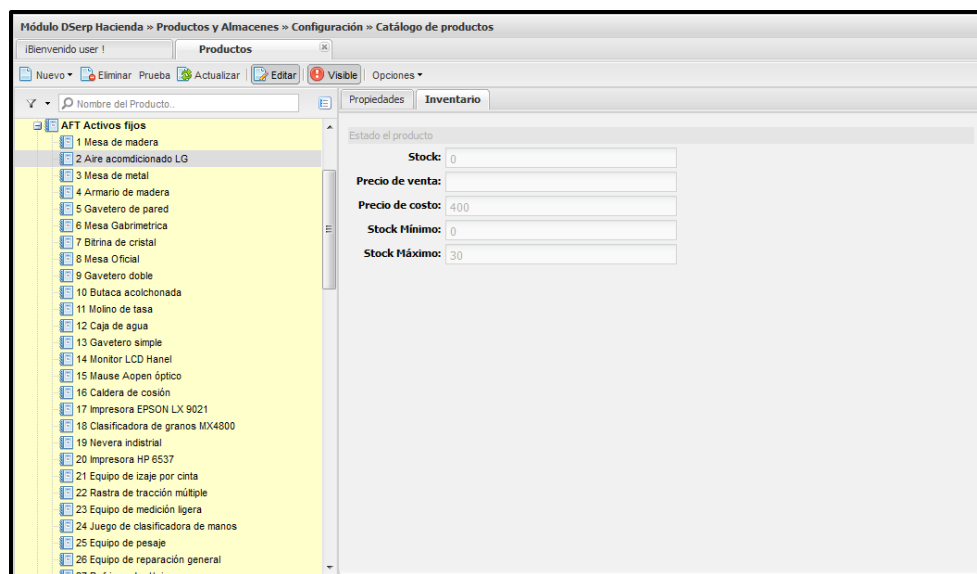 Módulo DSerp Hacienda » Productos y Almacenes » Configuración » Catálogo de productos
¡Bienvenido user !
Productos
Nuevo Eliminar Prueba Actualizar Editar Visible Opciones
Nombre del Producto..
Propiedades Inventario
AFT Activos fijos
1 Mesa de madera
2 Aire acomdicionado LG
3 Mesa de metal
4 Armario de madera
5 Gavetero de pared
6 Mesa Gabrimetrica
7 Bitrina de cristal
8 Mesa Oficial
9 Gavetero doble
10 Butaca acolchonada
11 Molino de tasa
12 Caja de agua
13 Gavetero simple
14 Monitor LCD Hanel
15 Mause Aopen óptico
16 Caldera de cosión
17 Impresora EPSON LX 9021
18 Clasificadora de granos MX4800
19 Nevera indistrial
20 Impresora HP 6537
21 Equipo de izaje por cinta
22 Rastra de tracción múltiple
23 Equipo de medición ligera
24 Juego de clasificadora de manos
25 Equipo de pesaje
26 Equipo de reparación general
Estado el producto
Stock: 0
Precio de venta:
Precio de costo: 400
Stock Mínimo: 0
Stock Máximo: 30